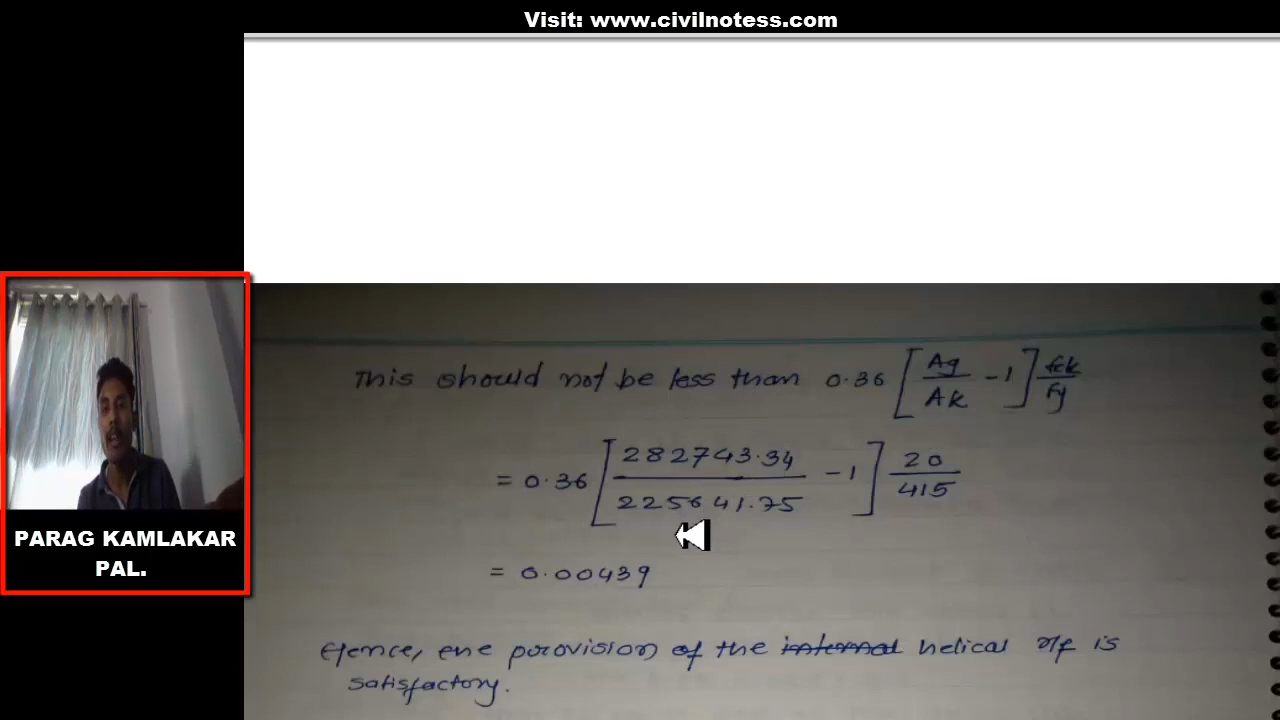 Visit: www.civilnotess.com
This should not be less than 0.36 [Ag/Ak - 1] fck/fy
= 0.36 [282743.34/225641.75 - 1] 20/415
= 0.00439
Hence, the porovision of the internal helical r/f is
satisfactory.
PARAG KAMLAKAR
PAL.